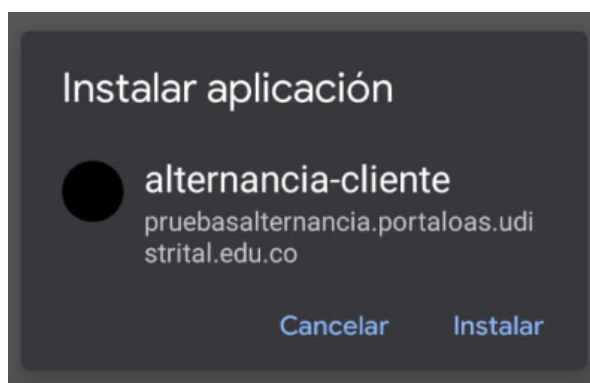 Instalar aplicación
alternancia-cliente
pruebasalternancia.portaloas.udi
strital.edu.co
Cancelar Instalar